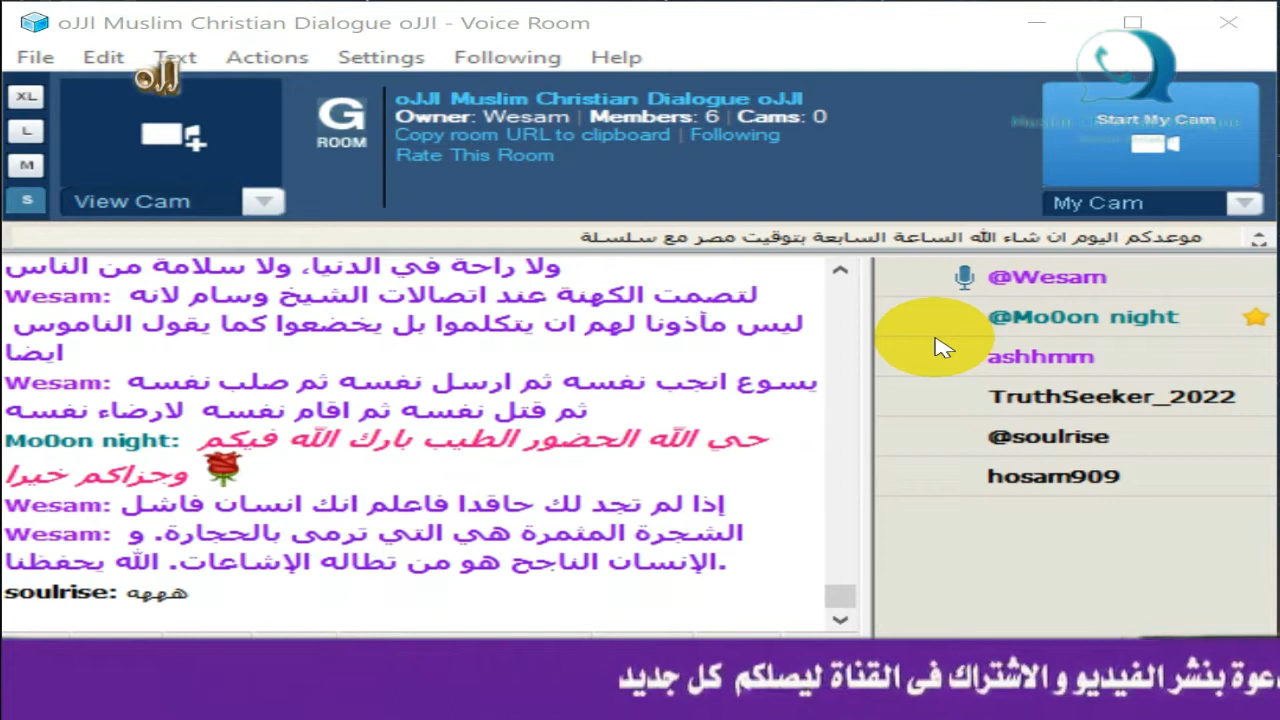 oJJI Muslim Christian Dialogue oJJI - Voice Room
File Edit Text Actions Settings Following Help
XL
L
M
S
View Cam
G
ROOM
oJJI Muslim Christian Dialogue oJJI
Owner: Wesam | Members: 6 | Cams: 0
Copy room URL to clipboard | Following
Rate This Room
Start My Cam
My Cam
موعدكم اليوم ان شاء الله الساعة السابعة بتوقيت مصر مع سلسلة
ولا راحة في الدنيا، ولا سلامة من الناس
Wesam: لتصمت الكهنة عند اتصالات الشيخ وسام لانه
ليس مآذونا لهم ان يتكلموا بل يخضعوا كما يقول الناموس
ايضا
Wesam: يسوع انجب نفسه ثم ارسل نفسه ثم صلب نفسه
ثم قتل نفسه ثم اقام نفسه لارضاء نفسه
Mo0on night: حي الله الحضور الطيب بارك الله فيكم
وجزاكم خيرا
Wesam: إذا لم تجد لك حاقدا فاعلم انك انسان فاشل
Wesam: الشجرة المثمرة هي التي ترمى بالحجارة. و
الإنسان الناجح هو من تطاله الإشاعات. الله يحفظنا.
soulrise: هههه
@Wesam
@Mo0on night
ashhmm
TruthSeeker_2022
@soulrise
hosam909
دعوة بنشر الفيديو و الاشتراك فى القناة ليصلكم كل جديد